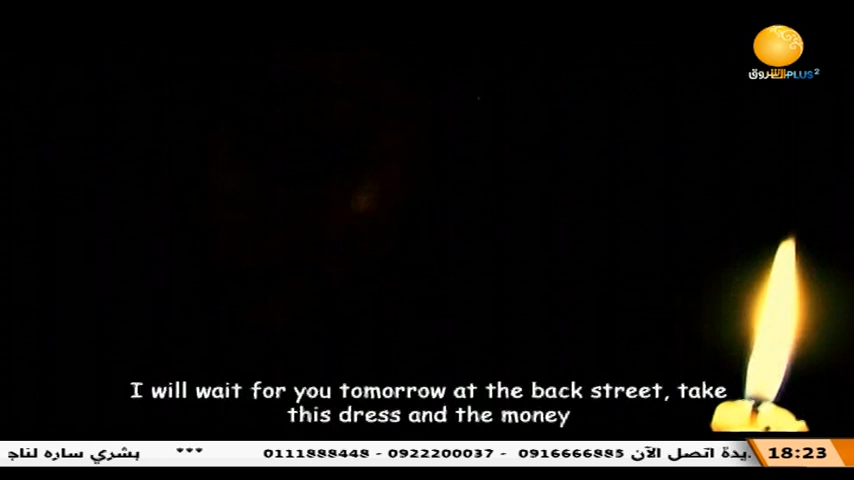 الشروق PLUS²
I will wait for you tomorrow at the back street, take
this dress and the money
بشري ساره لناج *** 0111888448 - 0922200037 - 0916666885 يدة اتصل الآن
18:23